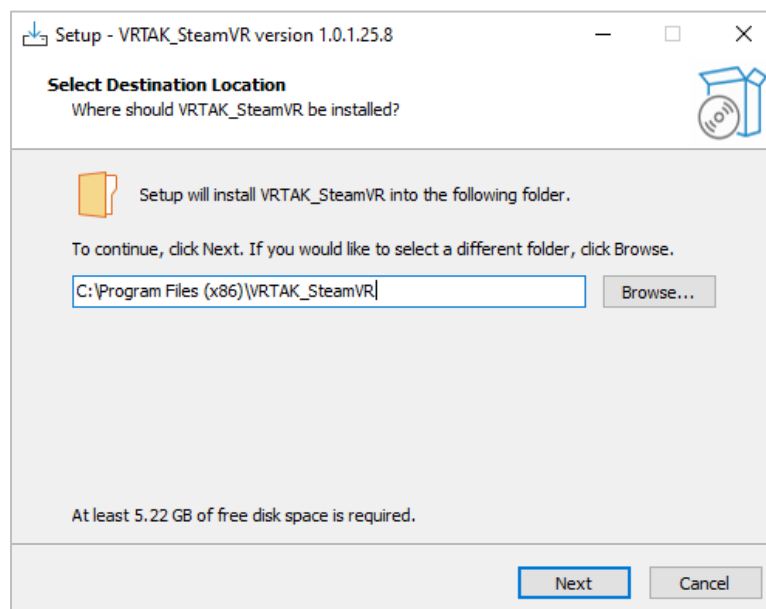 Setup - VRTAK_SteamVR version 1.0.1.25.8
Select Destination Location
Where should VRTAK_SteamVR be installed?
Setup will install VRTAK_SteamVR into the following folder.
To continue, click Next. If you would like to select a different folder, click Browse.
C:\Program Files (x86)\VRTAK_SteamVR
Browse...
At least 5.22 GB of free disk space is required.
Next
Cancel